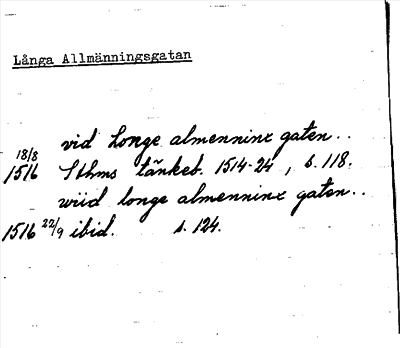 Långa Allmänningsgatan
vid Longe almenninx gaten..
18/8
1516 Sthms tänkeb. 1514-24, s. 118.
wiid longe almenninx gaten..
1516 22/9 ibid. s. 124.